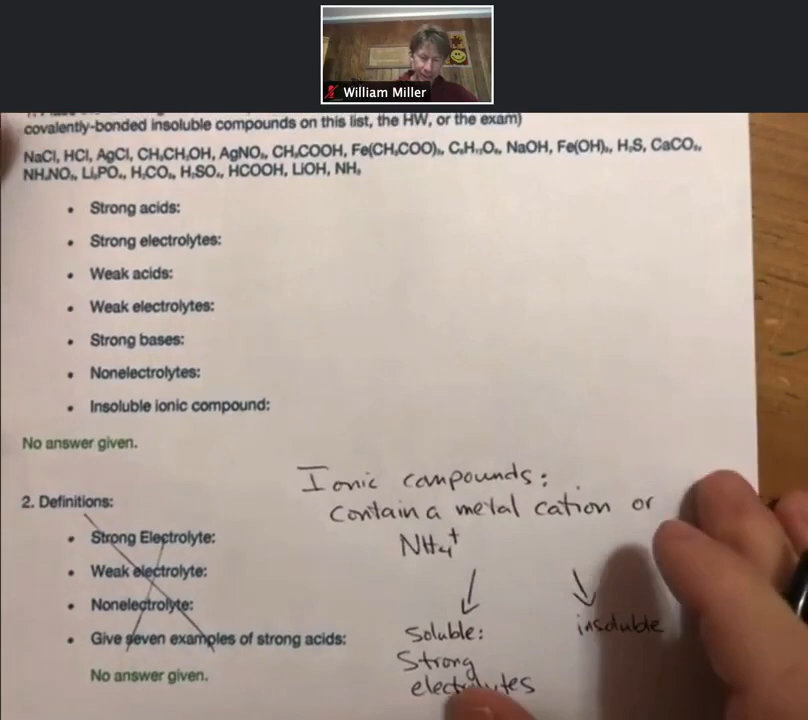 William Miller
covalently-bonded insoluble compounds on this list, the HW, or the exam)
NaCl, HCl, AgCl, CH₃CH₂OH, AgNO₃, CH₃COOH, Fe(CH₃COO)₂, NaOH, Fe(OH)₂, H₂S, CaCO₃,
NH₄NO₃, Li₃PO₄, H₂CO₃, H₂SO₄, HCOOH, LiOH, NH₃
• Strong acids:
• Strong electrolytes:
• Weak acids:
• Weak electrolytes:
• Strong bases:
• Nonelectrolytes:
• Insoluble ionic compound:
No answer given.
Ionic compounds:
contain a metal cation or
NH₄⁺
2. Definitions:
• Strong Electrolyte:
• Weak electrolyte:
• Nonelectrolyte:
• Give seven examples of strong acids:
No answer given.
Soluble:
Strong
electrolytes
insoluble